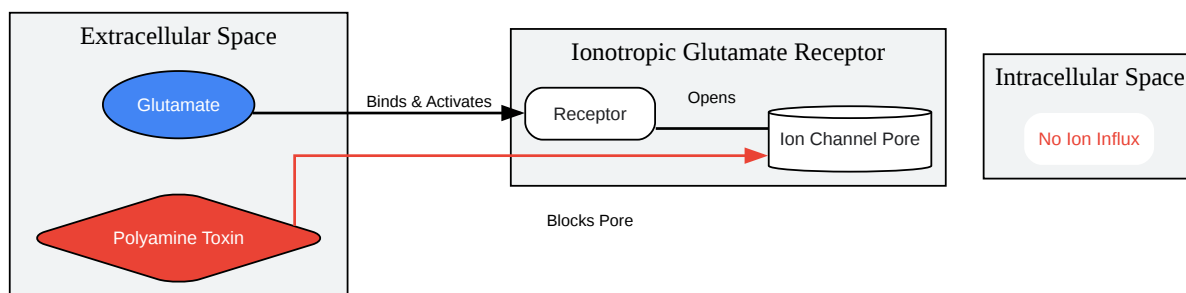 Extracellular Space
Glutamate
Polyamine Toxin
Binds & Activates
Ionotropic Glutamate Receptor
Receptor
Opens
Ion Channel Pore
Blocks Pore
Intracellular Space
No Ion Influx